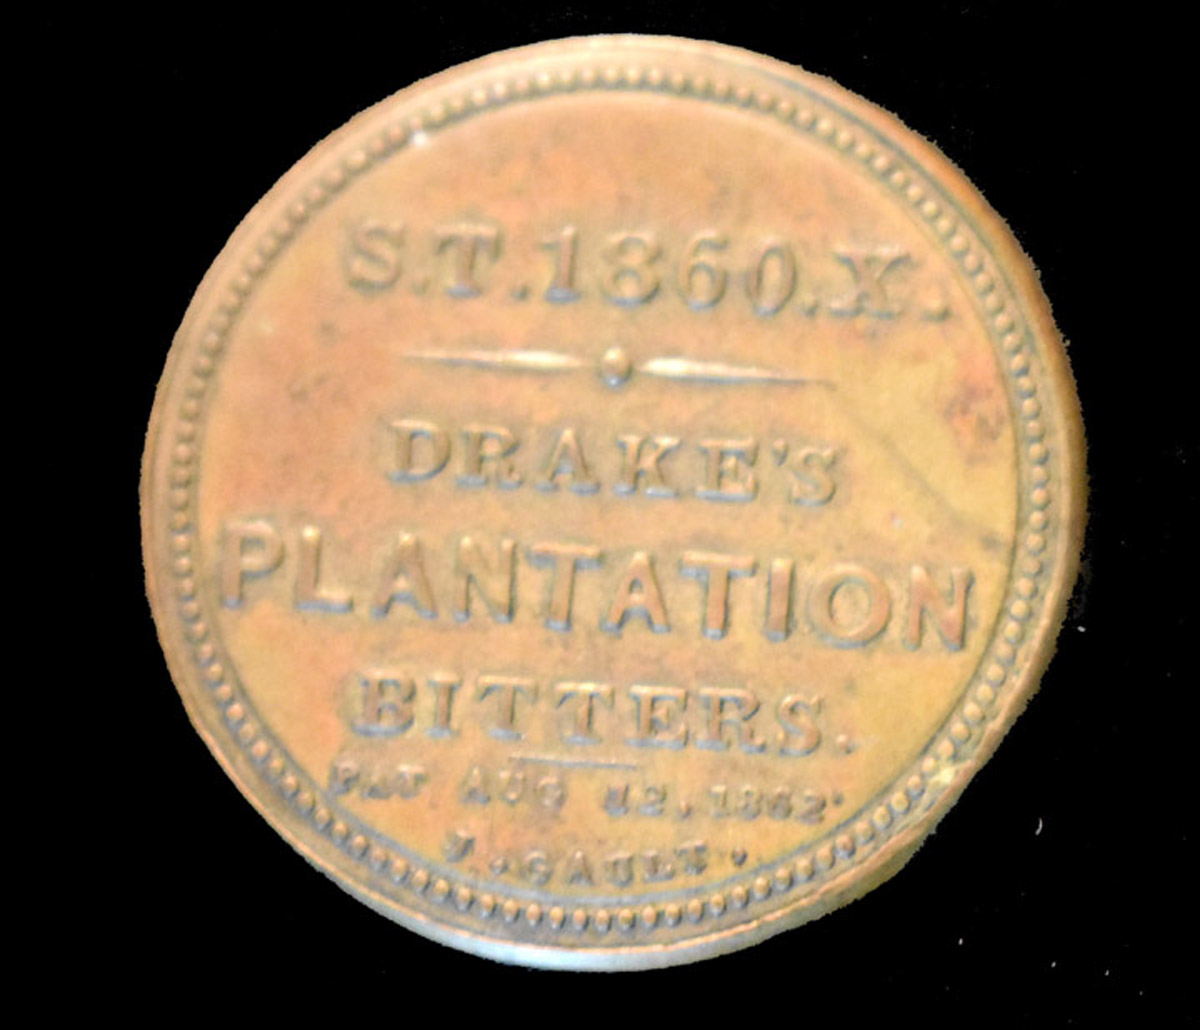 S.T.1860.X.
DRAKE'S
PLANTATION
BITTERS.
PAT AUG 12, 1862.
J. GAULT.